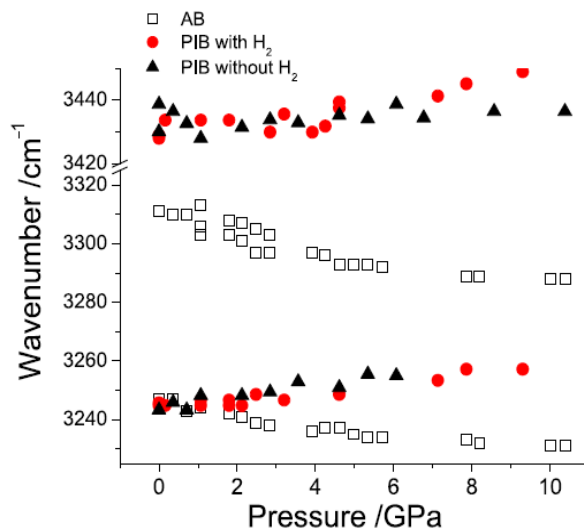 AB
PIB with H₂
PIB without H₂
3440
3420
3320
3300
3280
3260
3240
0 2 4 6 8 10
Wavenumber /cm⁻¹
Pressure /GPa